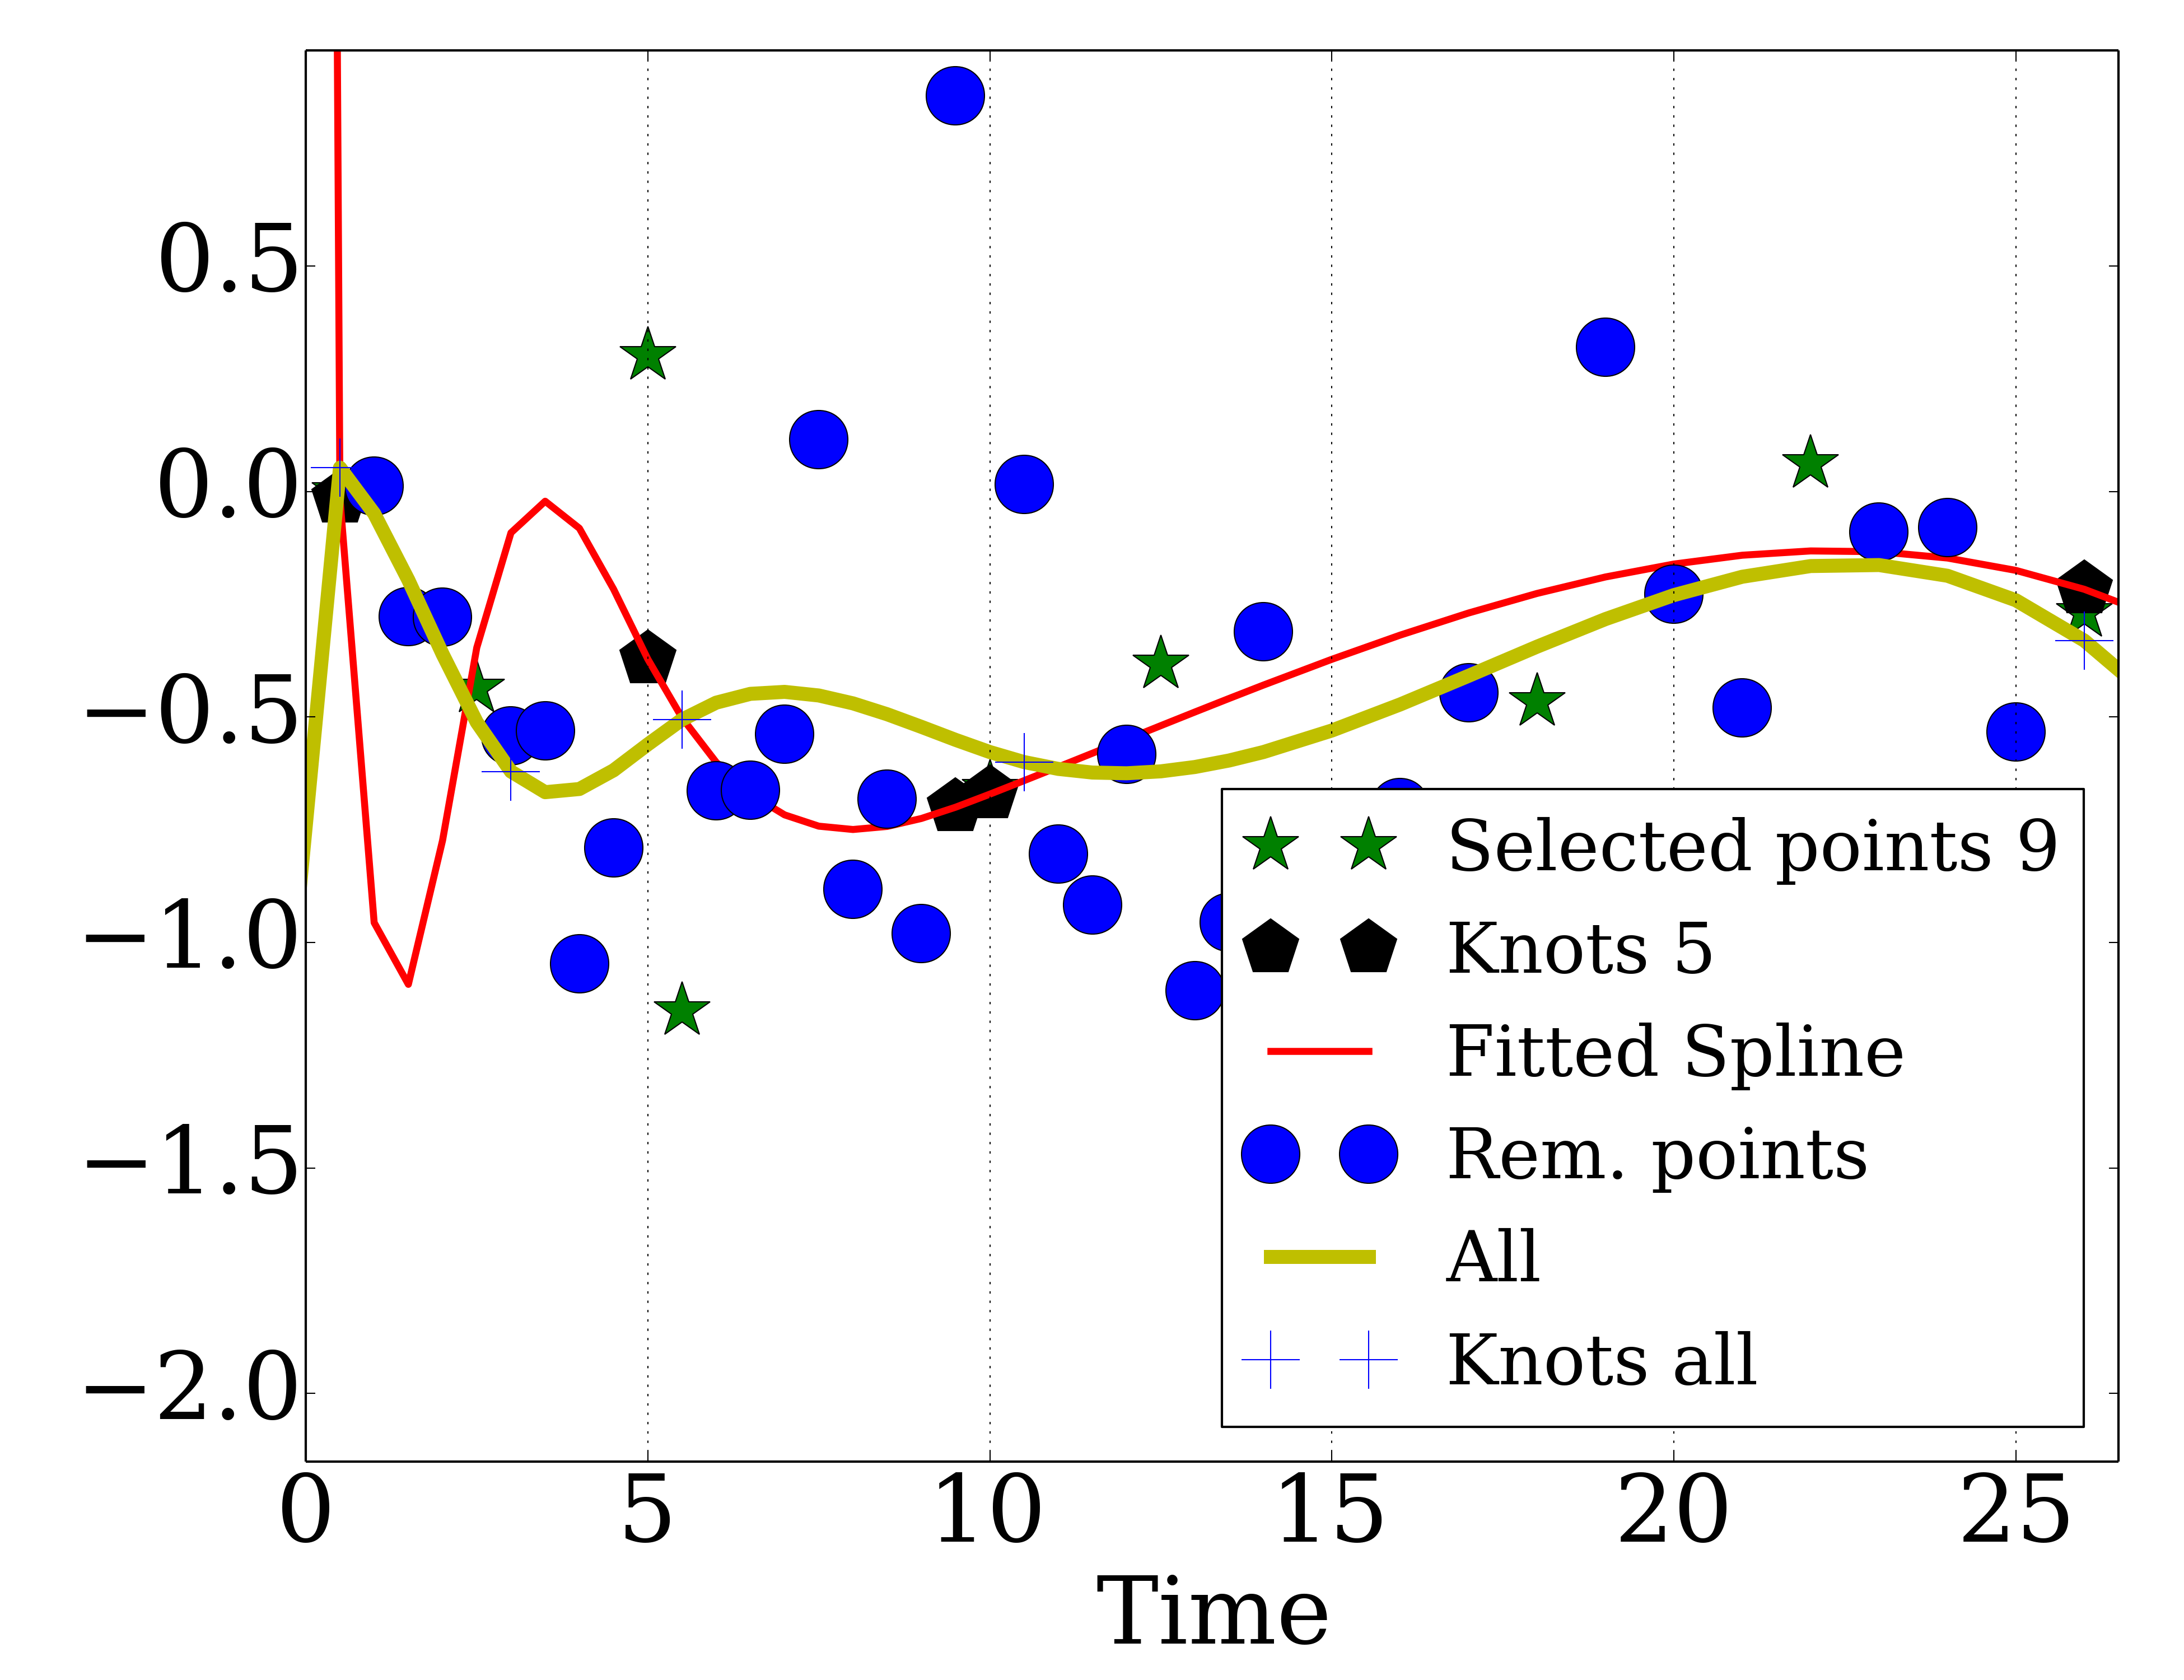 0.5
0.0
−0.5
−1.0
−1.5
−2.0
Selected points 9
Knots 5
Fitted Spline
Rem. points
All
Knots all
0 5 10 15 20 25
Time